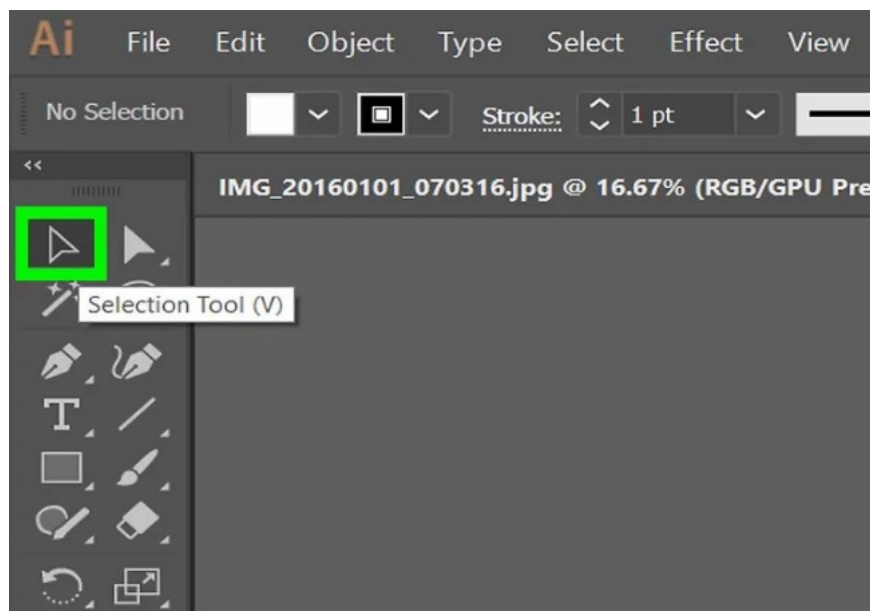 Ai File Edit Object Type Select Effect View
No Selection Stroke: 1 pt
<<
IMG_20160101_070316.jpg @ 16.67% (RGB/GPU Pre
Selection Tool (V)
T